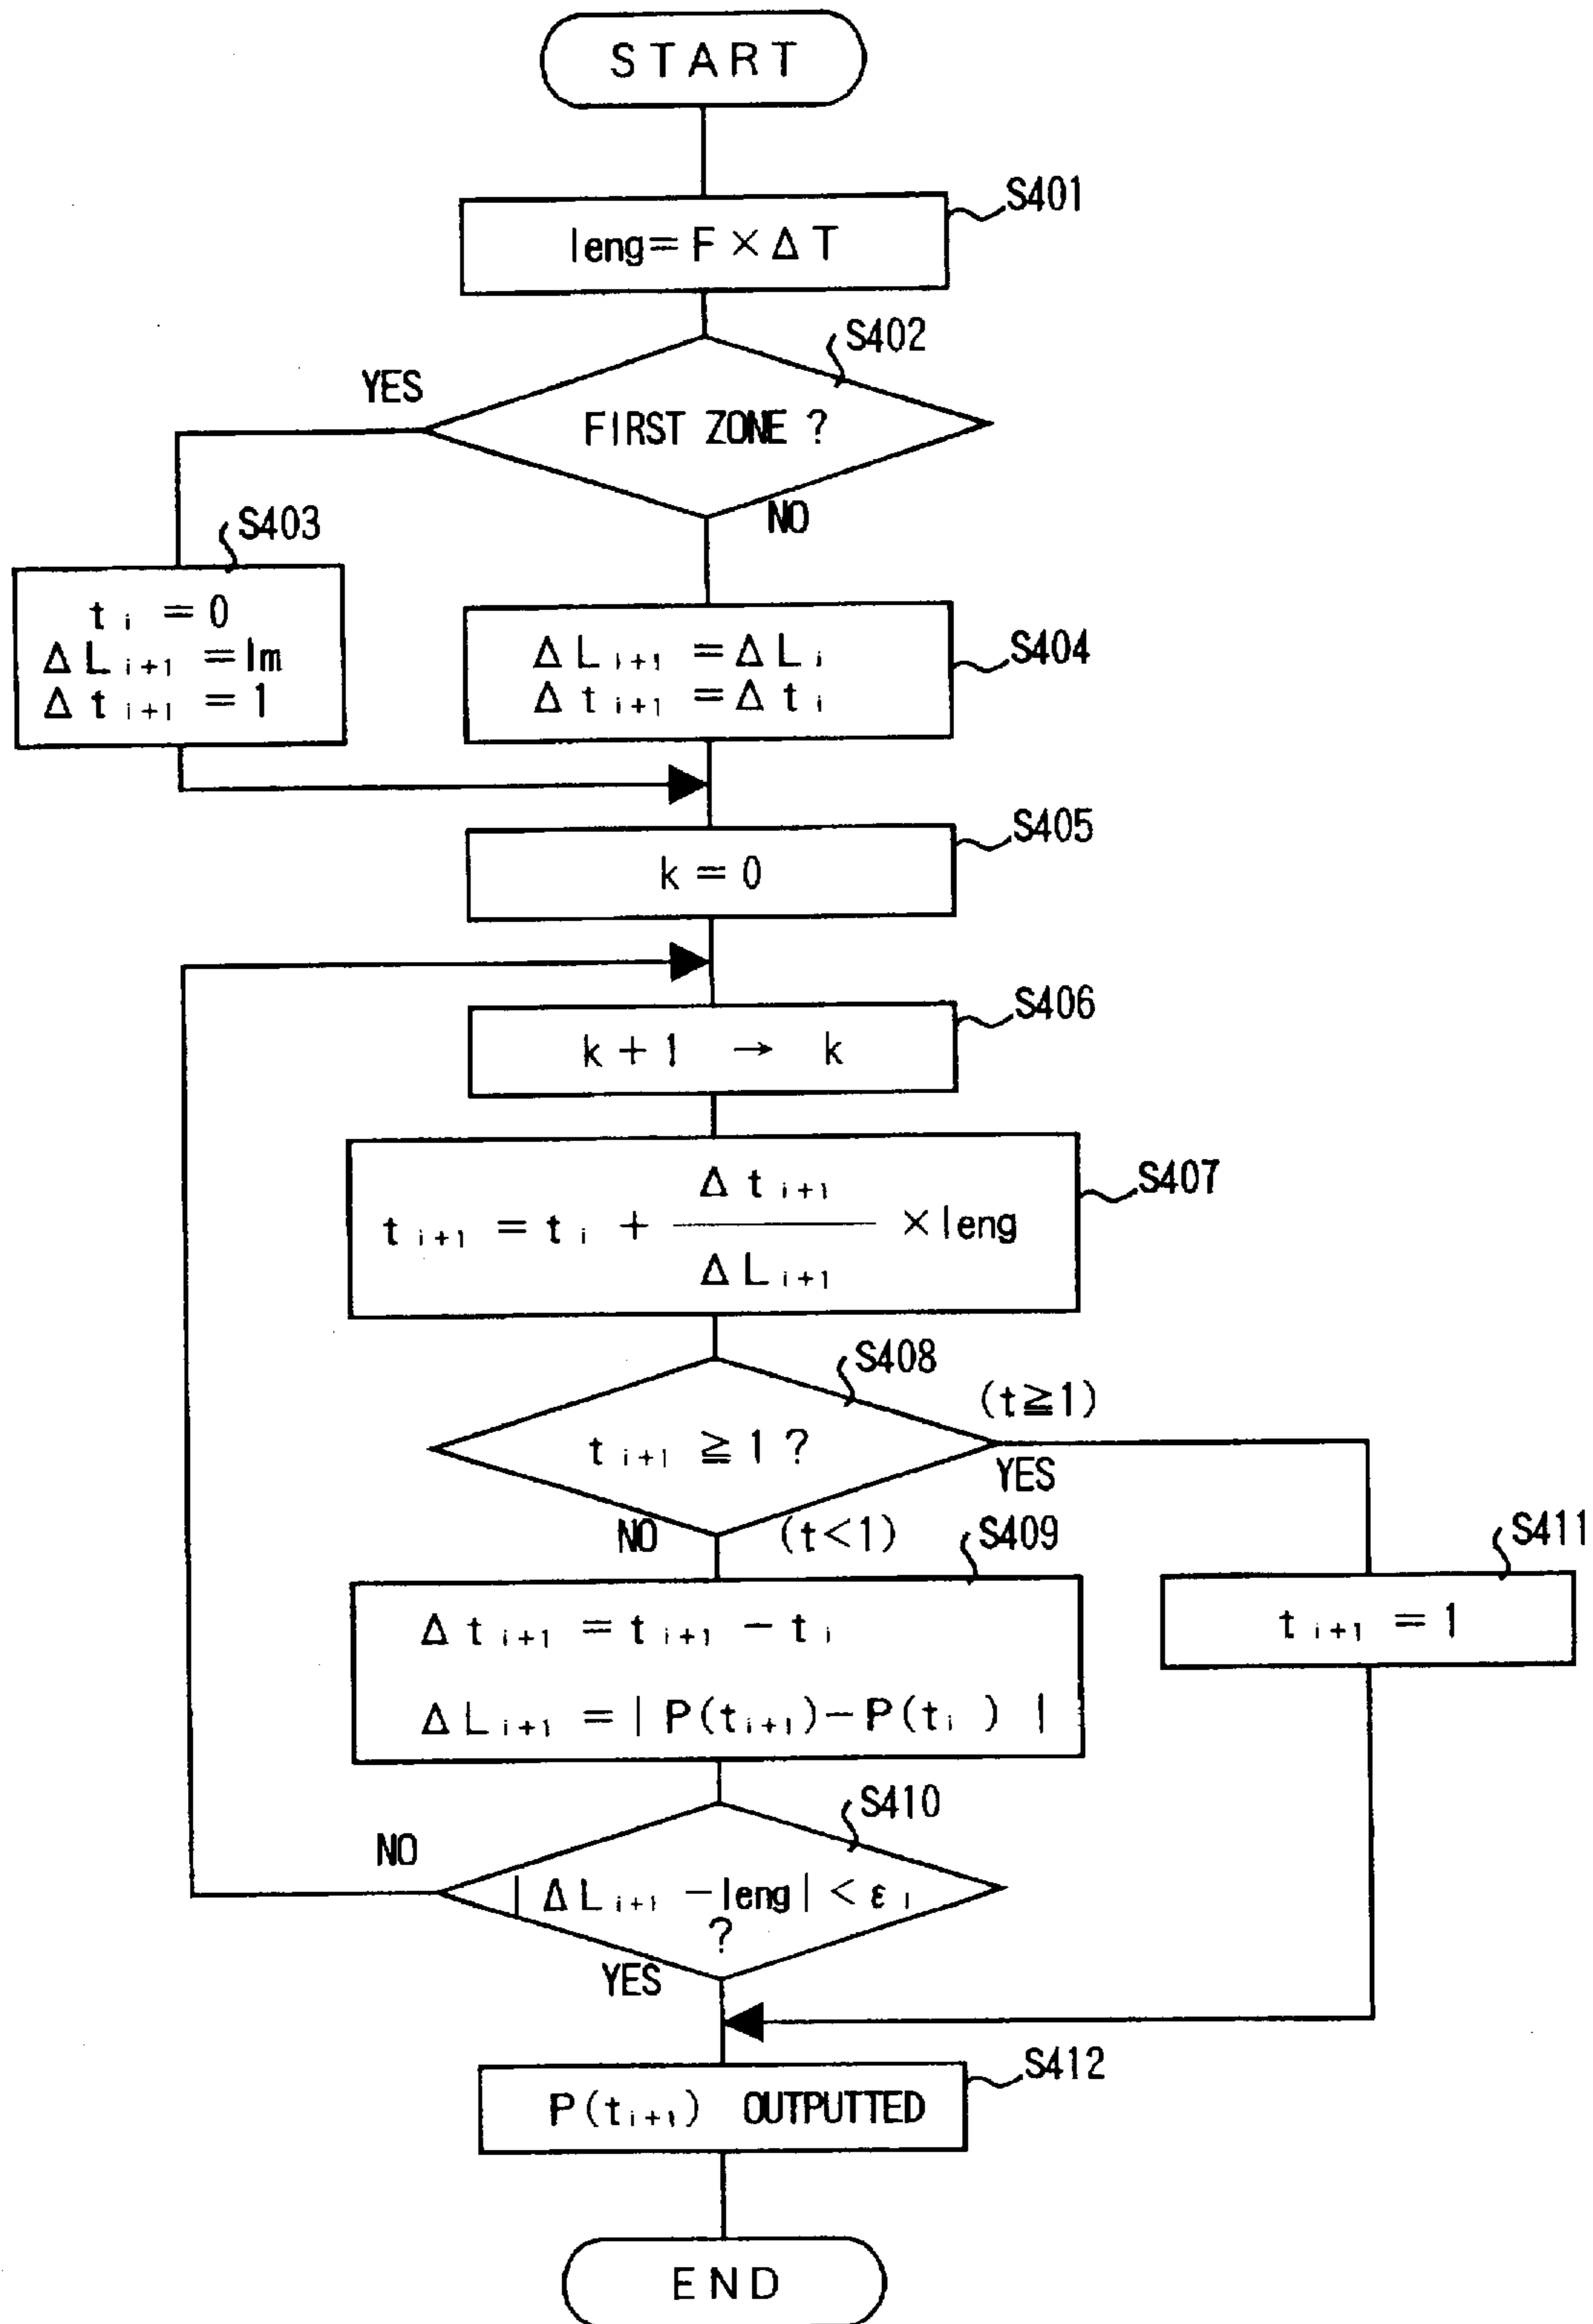 START
S401
leng=F×ΔT
S402
YES
FIRST ZONE ?
NO
S403
t i = 0
Δ L i+1 = lm
Δ t i+1 = 1
S404
Δ L i+1 = Δ L i
Δ t i+1 = Δ t i
S405
k = 0
S406
k + 1 → k
S407
Δ t i+1
t i+1 = t i + ——— × leng
Δ L i+1
S408
(t≧1)
t i+1 ≧ 1 ?
YES
NO
(t<1)
S409
S411
Δ t i+1 = t i+1 − t i
t i+1 = 1
Δ L i+1 = | P(t i+1)−P(t i ) |
S410
NO
| Δ L i+1 −leng| < ε i
?
YES
S412
P(t i+1) OUTPUTTED
END